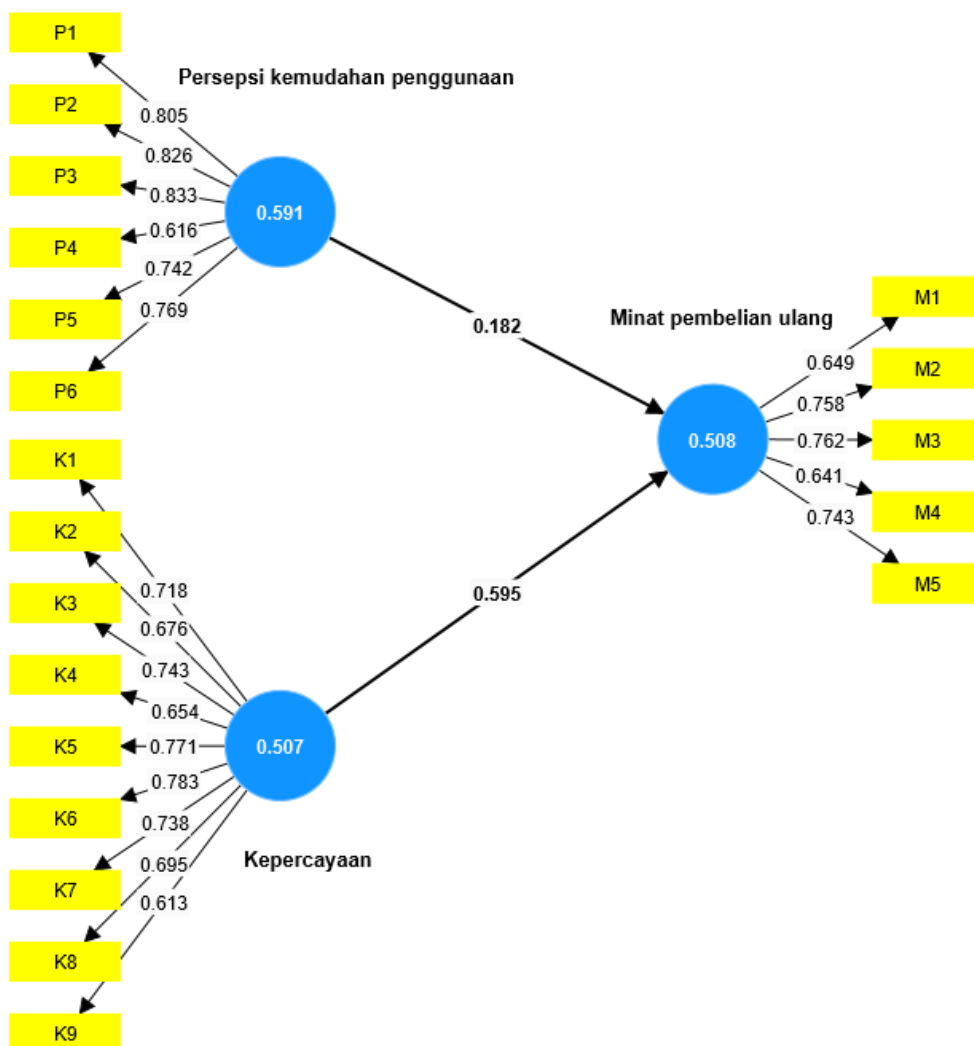 P1
Persepsi kemudahan penggunaan
P2
0.805
0.826
P3
0.833
0.591
0.616
P4
0.742
P5
0.769
P6
0.182
Minat pembelian ulang
M1
0.649
M2
0.758
0.508
0.762
M3
0.641
M4
0.743
M5
K1
K2
0.718
K3
0.676
0.743
K4
0.654
K5
0.771
0.507
0.595
0.783
K6
0.738
Kepercayaan
0.695
K7
0.613
K8
K9